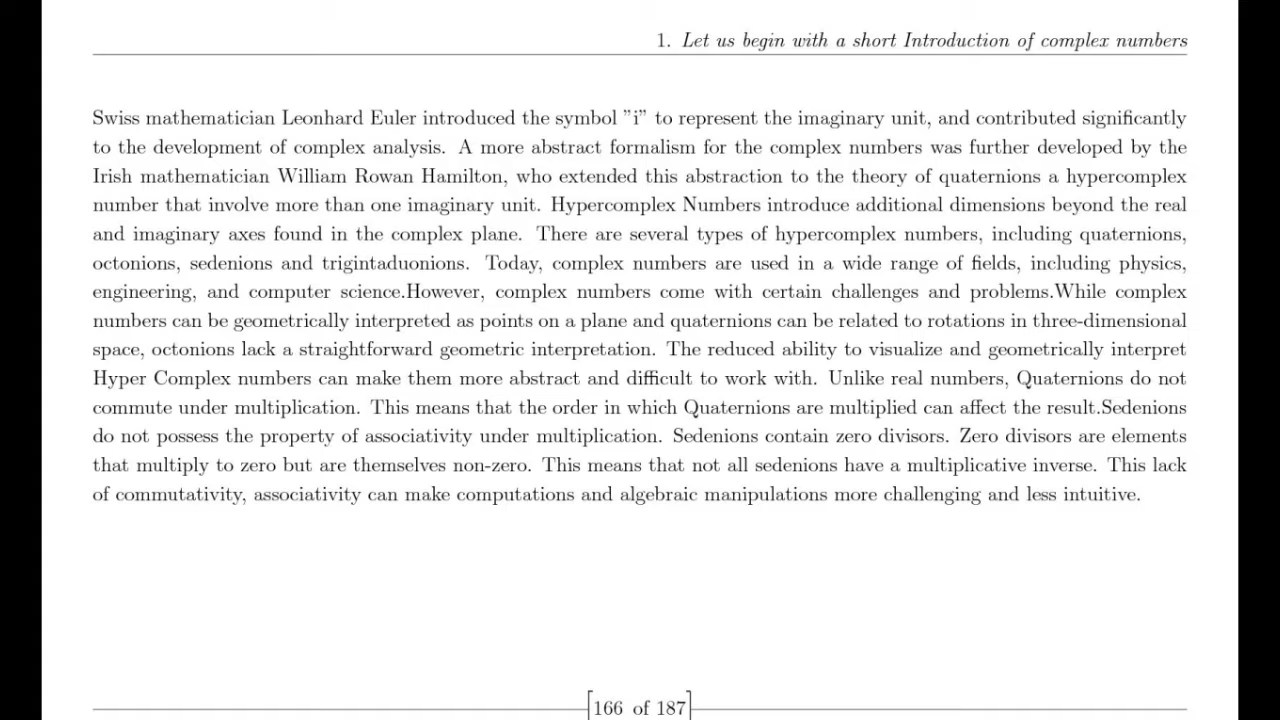 1. Let us begin with a short Introduction of complex numbers
Swiss mathematician Leonhard Euler introduced the symbol ”i” to represent the imaginary unit, and contributed significantly
to the development of complex analysis. A more abstract formalism for the complex numbers was further developed by the
Irish mathematician William Rowan Hamilton, who extended this abstraction to the theory of quaternions a hypercomplex
number that involve more than one imaginary unit. Hypercomplex Numbers introduce additional dimensions beyond the real
and imaginary axes found in the complex plane. There are several types of hypercomplex numbers, including quaternions,
octonions, sedenions and trigintaduonions. Today, complex numbers are used in a wide range of fields, including physics,
engineering, and computer science.However, complex numbers come with certain challenges and problems.While complex
numbers can be geometrically interpreted as points on a plane and quaternions can be related to rotations in three-dimensional
space, octonions lack a straightforward geometric interpretation. The reduced ability to visualize and geometrically interpret
Hyper Complex numbers can make them more abstract and difficult to work with. Unlike real numbers, Quaternions do not
commute under multiplication. This means that the order in which Quaternions are multiplied can affect the result.Sedenions
do not possess the property of associativity under multiplication. Sedenions contain zero divisors. Zero divisors are elements
that multiply to zero but are themselves non-zero. This means that not all sedenions have a multiplicative inverse. This lack
of commutativity, associativity can make computations and algebraic manipulations more challenging and less intuitive.
[166 of 187]